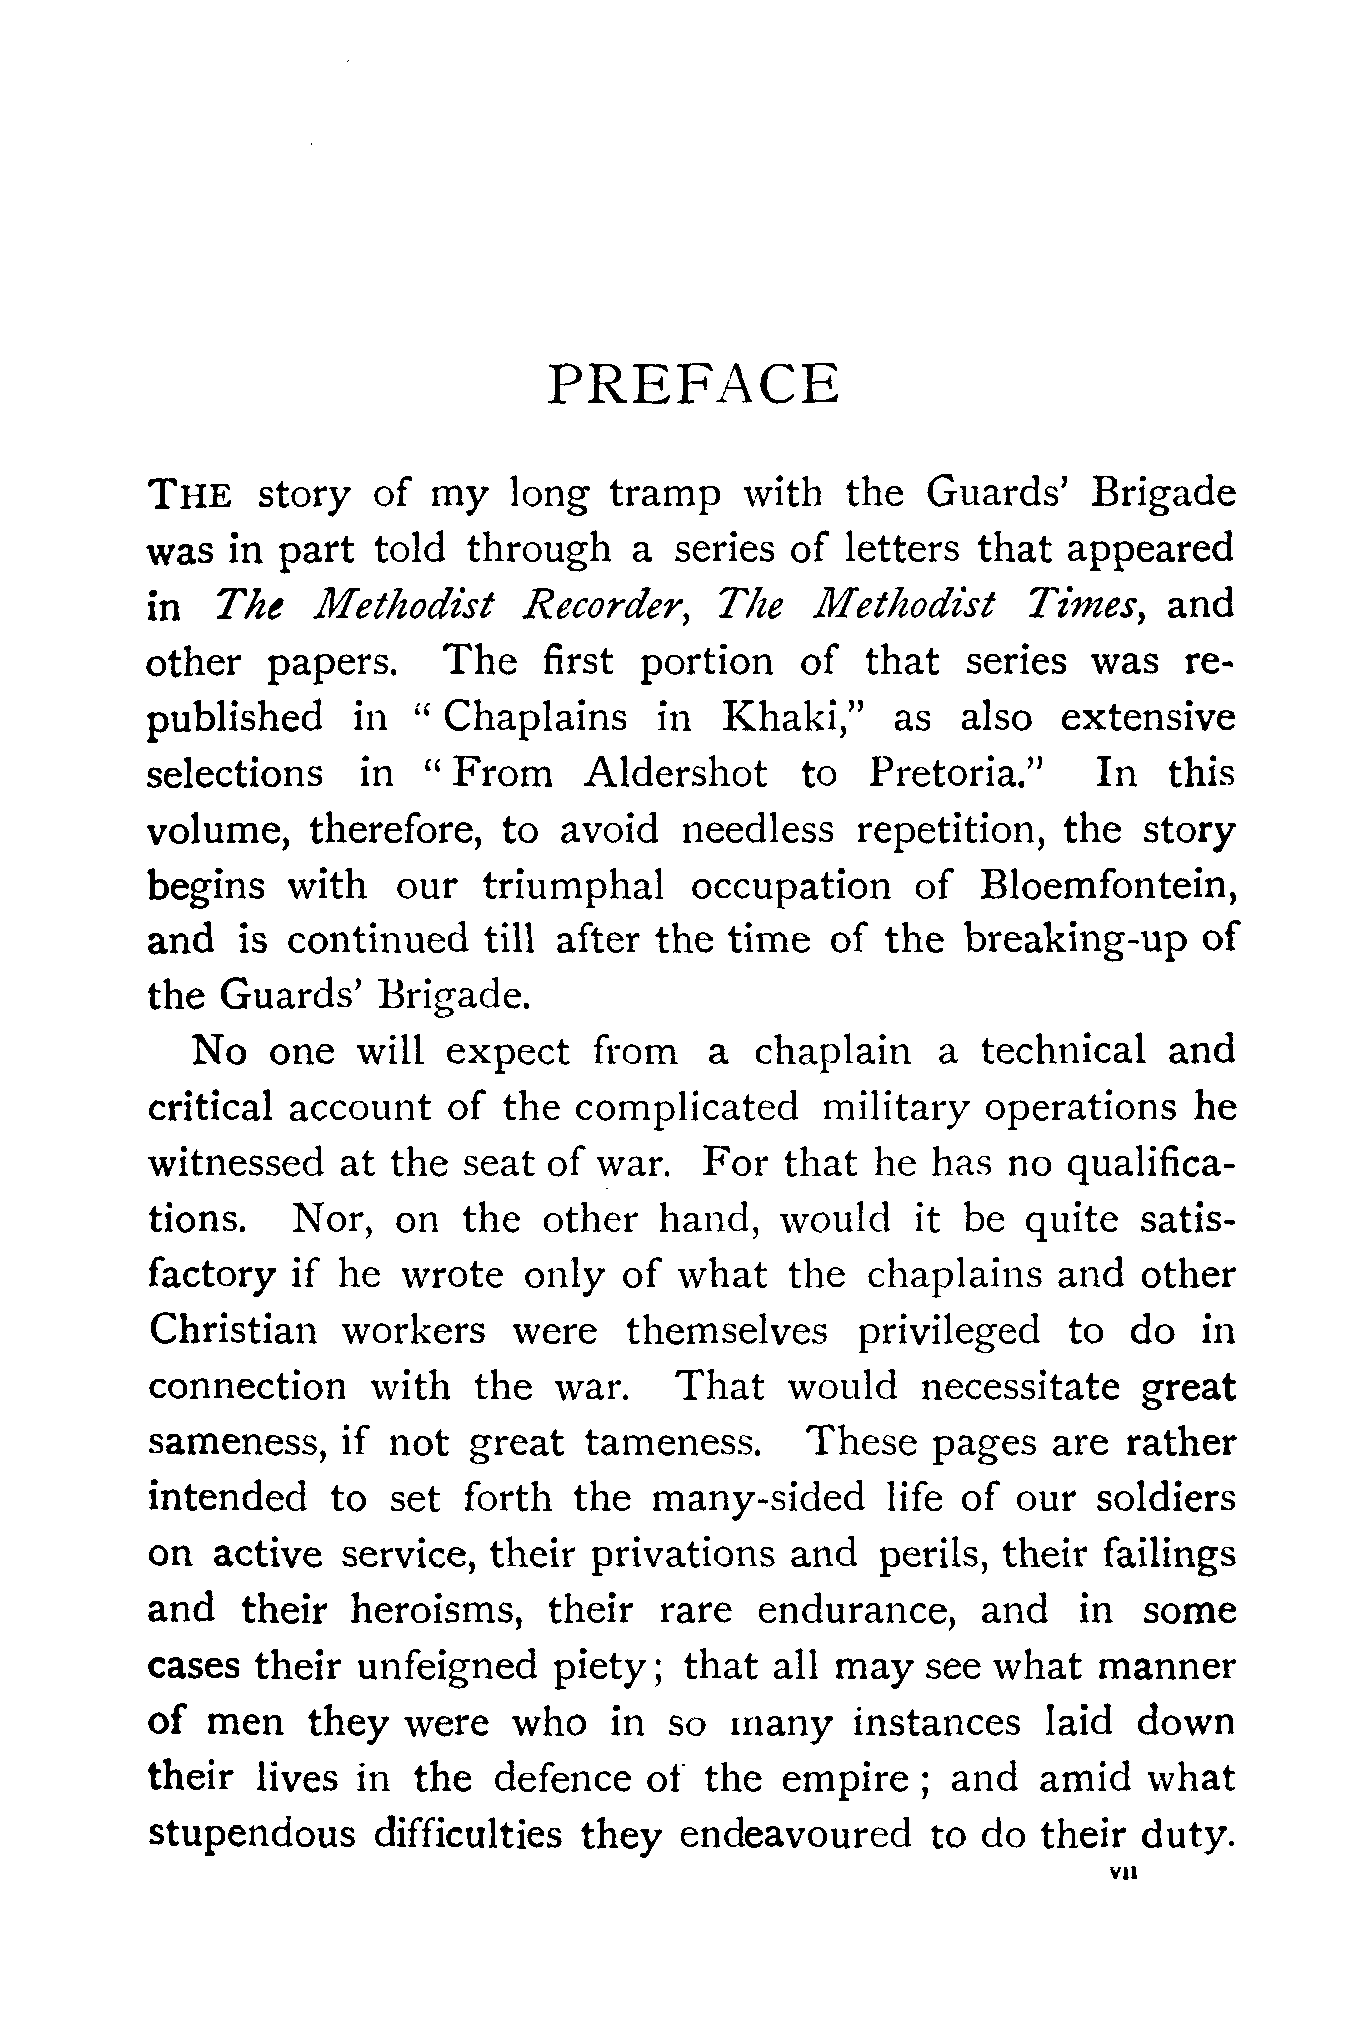 PREFACE
THE story of my long tramp with the Guards' Brigade
was in part told through a series of letters that appeared
in The Methodist Recorder, The Methodist Times, and
other papers. The first portion of that series was re-
published in “ Chaplains in Khaki,” as also extensive
selections in “ From Aldershot to Pretoria.” In this
volume, therefore, to avoid needless repetition, the story
begins with our triumphal occupation of Bloemfontein,
and is continued till after the time of the breaking-up of
the Guards' Brigade.
No one will expect from a chaplain a technical and
critical account of the complicated military operations he
witnessed at the seat of war. For that he has no qualifica-
tions. Nor, on the other hand, would it be quite satis-
factory if he wrote only of what the chaplains and other
Christian workers were themselves privileged to do in
connection with the war. That would necessitate great
sameness, if not great tameness. These pages are rather
intended to set forth the many-sided life of our soldiers
on active service, their privations and perils, their failings
and their heroisms, their rare endurance, and in some
cases their unfeigned piety ; that all may see what manner
of men they were who in so many instances laid down
their lives in the defence of the empire ; and amid what
stupendous difficulties they endeavoured to do their duty.
vii